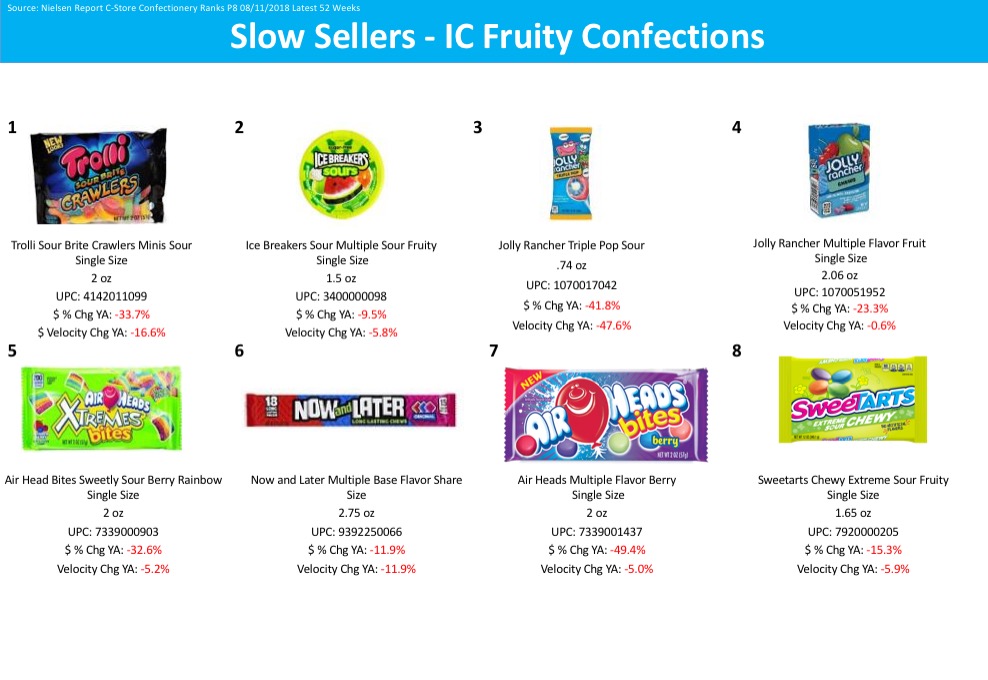 Source: Nielsen Report C-Store Confectionery Ranks P8 08/11/2018 Latest 52 Weeks
Slow Sellers - IC Fruity Confections
1
NEW LOOK!
Trolli
SOUR BRITE
CRAWLERS
NET WT 2 OZ (57g)
Trolli Sour Brite Crawlers Minis Sour
Single Size
2 oz
UPC: 4142011099
$ % Chg YA: -33.7%
$ Velocity Chg YA: -16.6%
2
ICE BREAKERS
sours
Ice Breakers Sour Multiple Sour Fruity
Single Size
1.5 oz
UPC: 3400000098
$ % Chg YA: -9.5%
Velocity Chg YA: -5.8%
3
JOLLY
rancher
Jolly Rancher Triple Pop Sour
.74 oz
UPC: 1070017042
$ % Chg YA: -41.8%
Velocity Chg YA: -47.6%
4
JOLLY
rancher
Jolly Rancher Multiple Flavor Fruit
Single Size
2.06 oz
UPC: 1070051952
$ % Chg YA: -23.3%
Velocity Chg YA: -0.6%
5
AIR HEADS
XTREMES
bites
Air Head Bites Sweetly Sour Berry Rainbow
Single Size
2 oz
UPC: 7339000903
$ % Chg YA: -32.6%
Velocity Chg YA: -5.2%
6
18
NOW and LATER
LONG LASTING CHEWS
ORIGINAL
Now and Later Multiple Base Flavor Share
Size
2.75 oz
UPC: 9392250066
$ % Chg YA: -11.9%
Velocity Chg YA: -11.9%
7
NEW
AIR HEADS
bites
berry
NET WT 2 OZ (57g)
Air Heads Multiple Flavor Berry
Single Size
2 oz
UPC: 7339001437
$ % Chg YA: -49.4%
Velocity Chg YA: -5.0%
8
SweeTARTS
EXTREME
SOUR CHEWY
Sweetarts Chewy Extreme Sour Fruity
Single Size
1.65 oz
UPC: 7920000205
$ % Chg YA: -15.3%
Velocity Chg YA: -5.9%